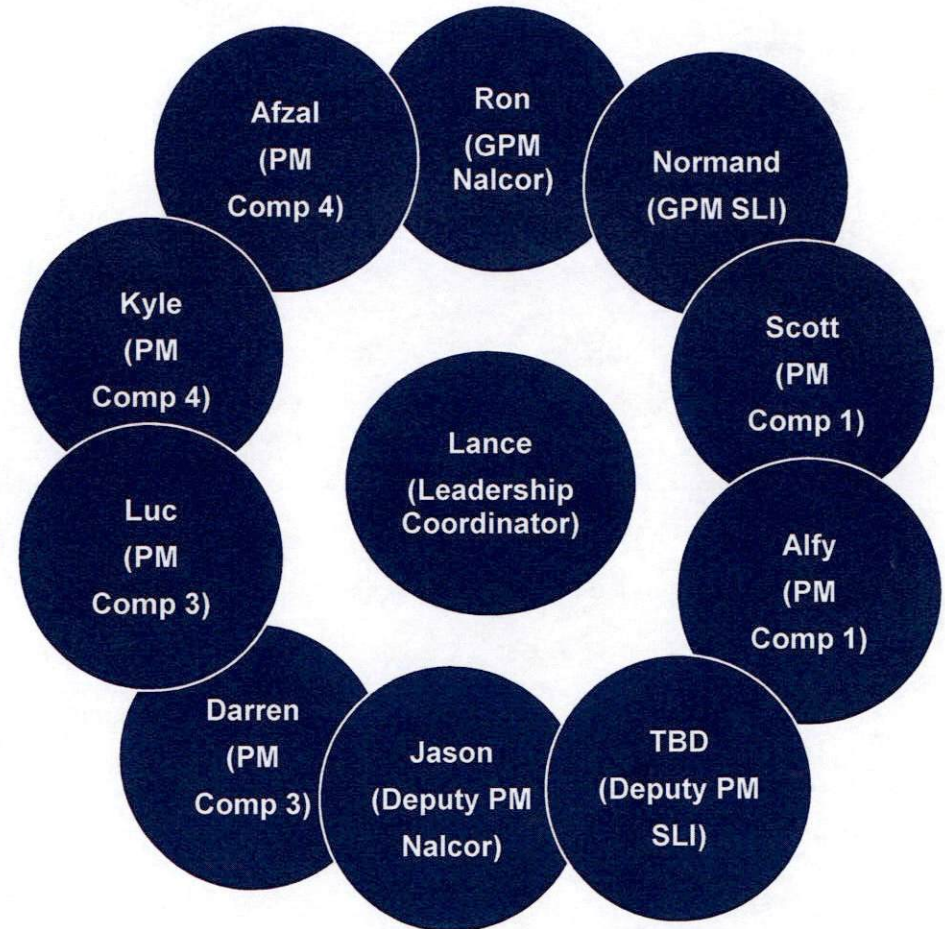 Afzal
(PM
Comp 4)
Ron
(GPM
Nalcor)
Normand
(GPM SLI)
Scott
(PM
Comp 1)
Alfy
(PM
Comp 1)
TBD
(Deputy PM
SLI)
Jason
(Deputy PM
Nalcor)
Darren
(PM
Comp 3)
Luc
(PM
Comp 3)
Kyle
(PM
Comp 4)
Lance
(Leadership
Coordinator)